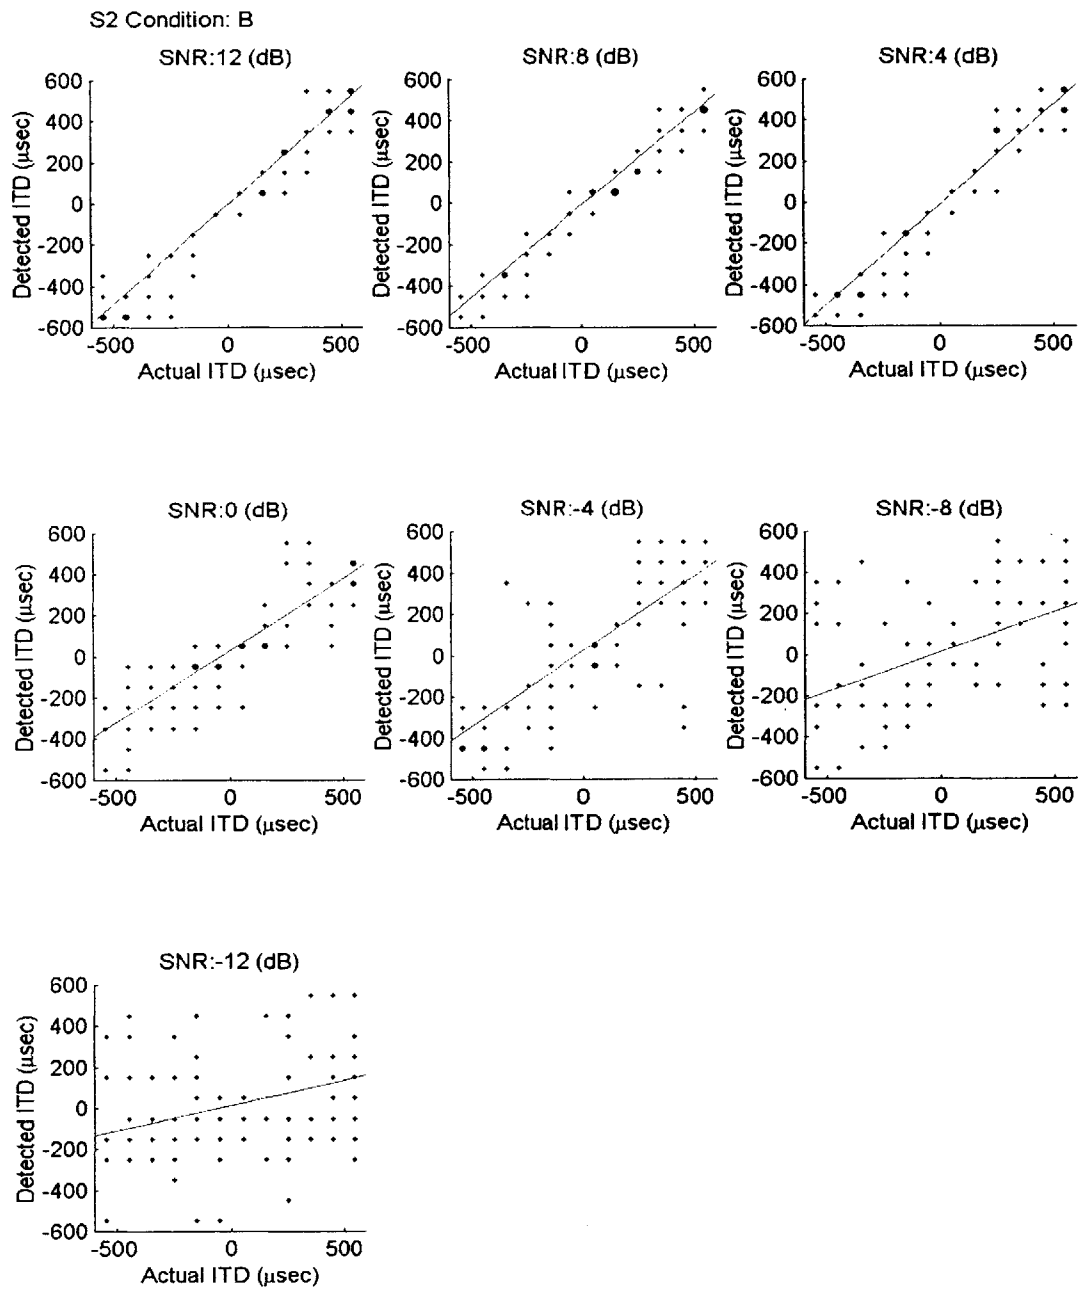 S2 Condition: B
SNR:12 (dB)
600
400
200
0
-200
-400
-600
Detected ITD (μsec)
-500 0 500
Actual ITD (μsec)
SNR:8 (dB)
600
400
200
0
-200
-400
-600
Detected ITD (μsec)
-500 0 500
Actual ITD (μsec)
SNR:4 (dB)
600
400
200
0
-200
-400
-600
Detected ITD (μsec)
-500 0 500
Actual ITD (μsec)
SNR:0 (dB)
600
400
200
0
-200
-400
-600
Detected ITD (μsec)
-500 0 500
Actual ITD (μsec)
SNR:-4 (dB)
600
400
200
0
-200
-400
-600
Detected ITD (μsec)
-500 0 500
Actual ITD (μsec)
SNR:-8 (dB)
600
400
200
0
-200
-400
-600
Detected ITD (μsec)
-500 0 500
Actual ITD (μsec)
SNR:-12 (dB)
600
400
200
0
-200
-400
-600
Detected ITD (μsec)
-500 0 500
Actual ITD (μsec)